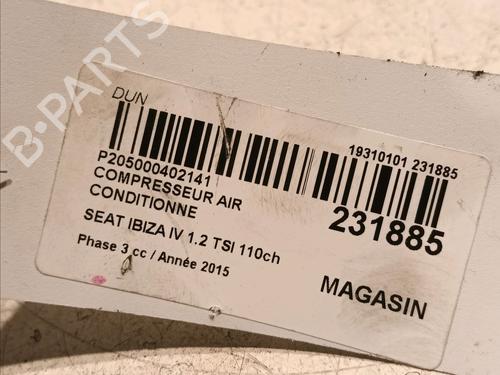 B-PARTS
DUN
P205000402141
COMPRESSEUR AIR
CONDITIONNE
SEAT IBIZA IV 1.2 TSI 110ch
Phase 3 cc / Année 2015
19310101 231885
231885
MAGASIN